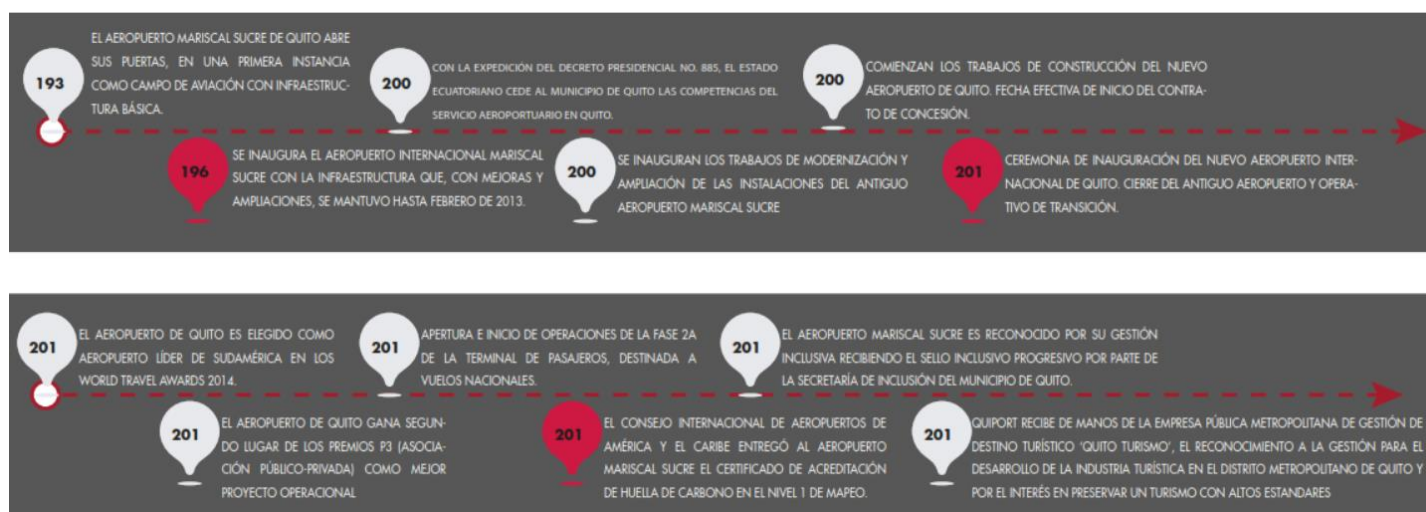 193
EL AEROPUERTO MARISCAL SUCRE DE QUITO ABRE
SUS PUERTAS, EN UNA PRIMERA INSTANCIA
COMO CAMPO DE AVIACIÓN CON INFRAESTRUC-
TURA BÁSICA.
196
SE INAUGURA EL AEROPUERTO INTERNACIONAL MARISCAL
SUCRE CON LA INFRAESTRUCTURA QUE, CON MEJORAS Y
AMPLIACIONES, SE MANTUVO HASTA FEBRERO DE 2013.
200
CON LA EXPEDICIÓN DEL DECRETO PRESIDENCIAL NO. 885, EL ESTADO
ECUATORIANO CEDE AL MUNICIPIO DE QUITO LAS COMPETENCIAS DEL
SERVICIO AEROPORTUARIO EN QUITO.
200
SE INAUGURAN LOS TRABAJOS DE MODERNIZACIÓN Y
AMPLIACIÓN DE LAS INSTALACIONES DEL ANTIGUO
AEROPUERTO MARISCAL SUCRE
200
COMIENZAN LOS TRABAJOS DE CONSTRUCCIÓN DEL NUEVO
AEROPUERTO DE QUITO. FECHA EFECTIVA DE INICIO DEL CONTRA-
TO DE CONCESIÓN.
201
CEREMONIA DE INAUGURACIÓN DEL NUEVO AEROPUERTO INTER-
NACIONAL DE QUITO. CIERRE DEL ANTIGUO AEROPUERTO Y OPERA-
TIVO DE TRANSICIÓN.
201
EL AEROPUERTO DE QUITO ES ELEGIDO COMO
AEROPUERTO LÍDER DE SUDAMÉRICA EN LOS
WORLD TRAVEL AWARDS 2014.
201
EL AEROPUERTO DE QUITO GANA SEGUN-
DO LUGAR DE LOS PREMIOS P3 (ASOCIA-
CIÓN PÚBLICO-PRIVADA) COMO MEJOR
PROYECTO OPERACIONAL
201
APERTURA E INICIO DE OPERACIONES DE LA FASE 2A
DE LA TERMINAL DE PASAJEROS, DESTINADA A
VUELOS NACIONALES.
201
EL CONSEJO INTERNACIONAL DE AEROPUERTOS DE
AMÉRICA Y EL CARIBE ENTREGÓ AL AEROPUERTO
MARISCAL SUCRE EL CERTIFICADO DE ACREDITACIÓN
DE HUELLA DE CARBONO EN EL NIVEL 1 DE MAPEO.
201
EL AEROPUERTO MARISCAL SUCRE ES RECONOCIDO POR SU GESTIÓN
INCLUSIVA RECIBIENDO EL SELLO INCLUSIVO PROGRESIVO POR PARTE DE
LA SECRETARÍA DE INCLUSIÓN DEL MUNICIPIO DE QUITO.
201
QUIPORT RECIBE DE MANOS DE LA EMPRESA PÚBLICA METROPOLITANA DE GESTIÓN DE
DESTINO TURÍSTICO 'QUITO TURISMO', EL RECONOCIMIENTO A LA GESTIÓN PARA EL
DESARROLLO DE LA INDUSTRIA TURÍSTICA EN EL DISTRITO METROPOLITANO DE QUITO Y
POR EL INTERÉS EN PRESERVAR UN TURISMO CON ALTOS ESTANDARES